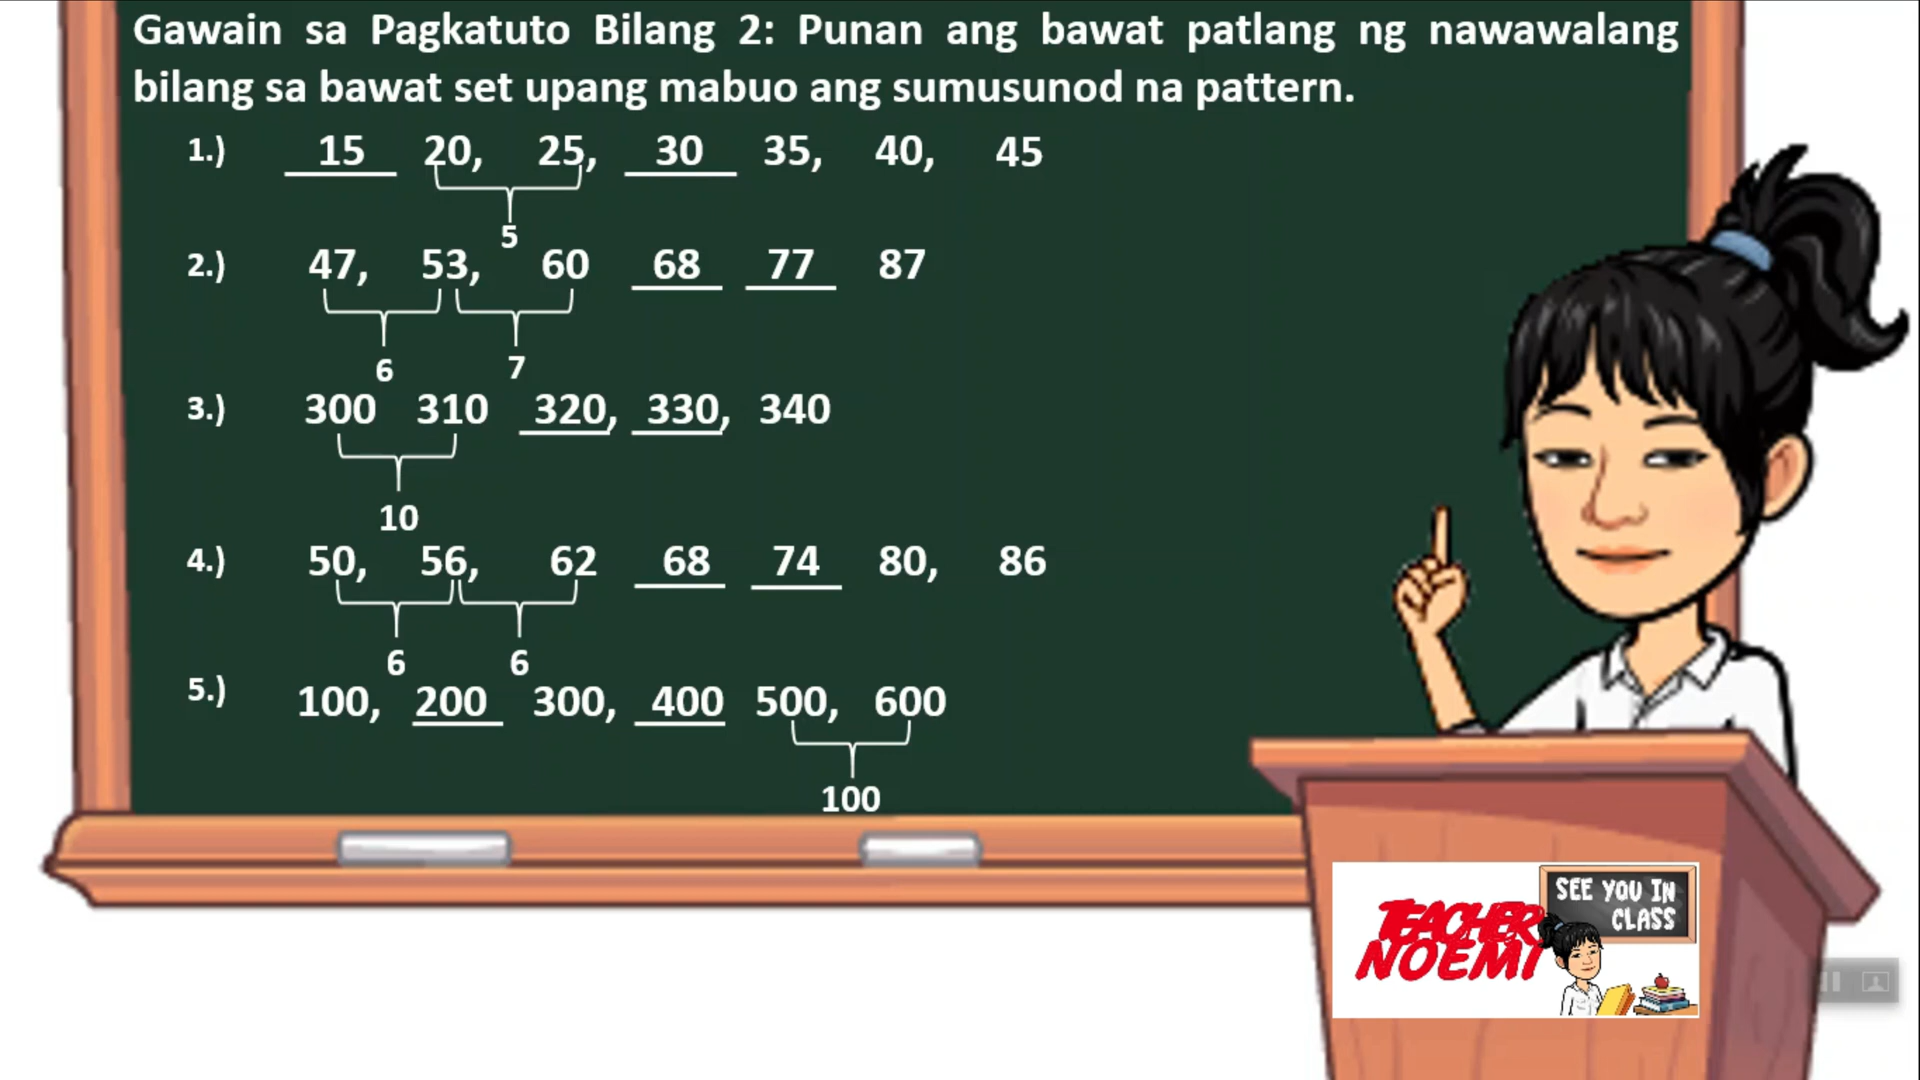 Gawain sa Pagkatuto Bilang 2: Punan ang bawat patlang ng nawawalang
bilang sa bawat set upang mabuo ang sumusunod na pattern.
1.) 15 20, 25, 30 35, 40, 45
5
2.) 47, 53, 60 68 77 87
6 7
3.) 300 310 320, 330, 340
10
4.) 50, 56, 62 68 74 80, 86
6 6
5.) 100, 200 300, 400 500, 600
100
SEE YOU IN
CLASS
TEACHER
NOEMI